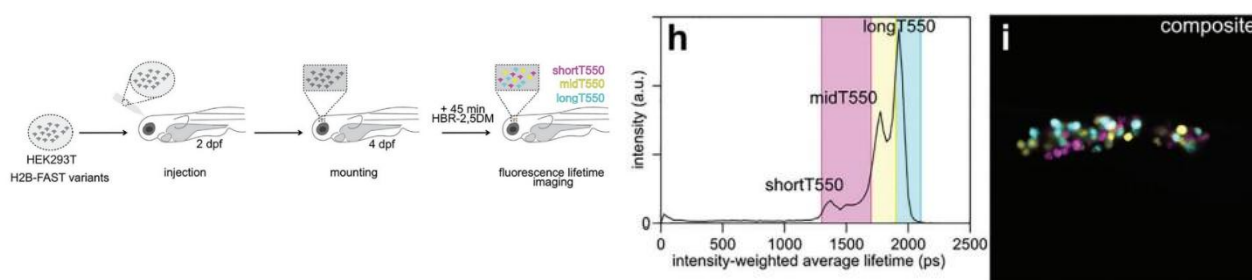 HEK293T
H2B-FAST variants
2 dpf
injection
4 dpf
mounting
+ 45 min
HBR-2,5DM
shortT550
midT550
longT550
fluorescence lifetime
imaging
h
intensity (a.u.)
0
shortT550
midT550
longT550
0 500 1000 1500 2000 2500
intensity-weighted average lifetime (ps)
i
composite